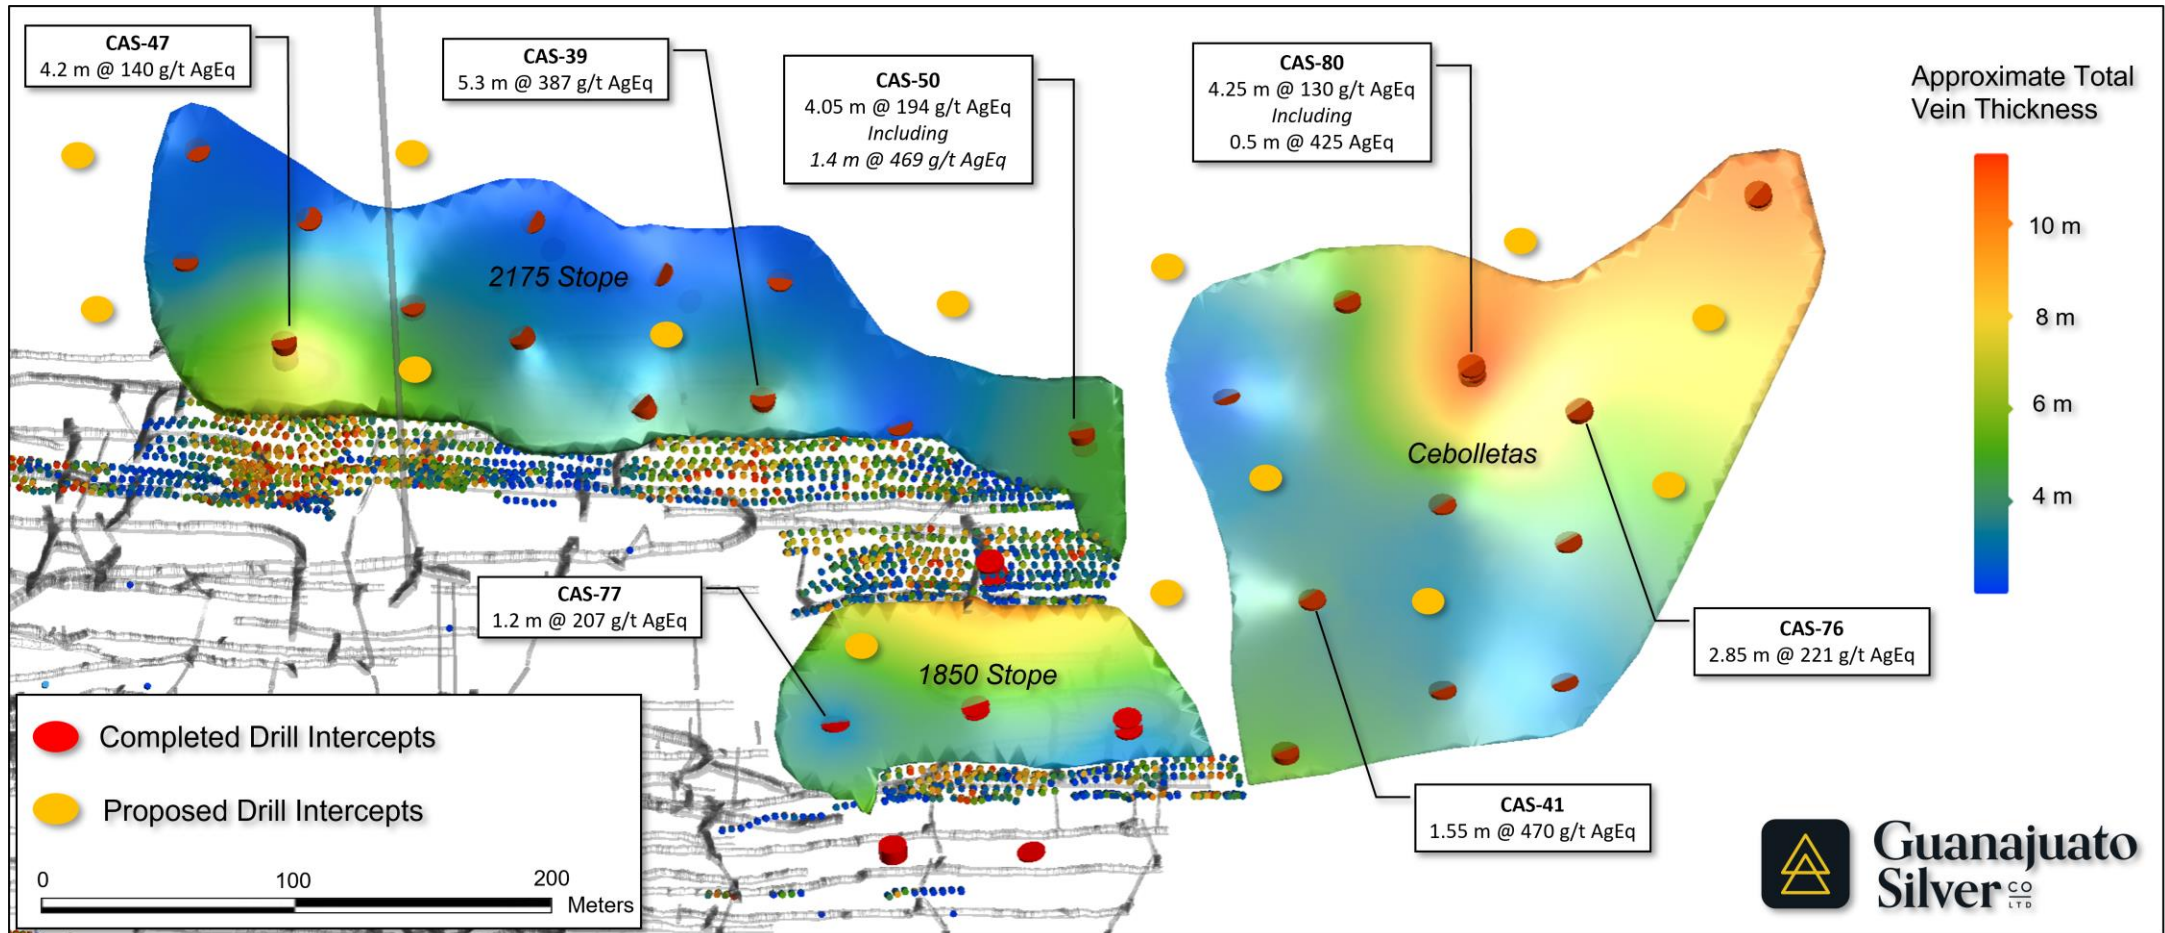 CAS-47
4.2 m @ 140 g/t AgEq
CAS-39
5.3 m @ 387 g/t AgEq
CAS-50
4.05 m @ 194 g/t AgEq
Including
1.4 m @ 469 g/t AgEq
CAS-80
4.25 m @ 130 g/t AgEq
Including
0.5 m @ 425 AgEq
Approximate Total
Vein Thickness
10 m
8 m
6 m
4 m
2175 Stope
Cebolletas
CAS-77
1.2 m @ 207 g/t AgEq
1850 Stope
CAS-76
2.85 m @ 221 g/t AgEq
CAS-41
1.55 m @ 470 g/t AgEq
Completed Drill Intercepts
Proposed Drill Intercepts
0 100 200
Meters
Guanajuato
Silver CO
LTD